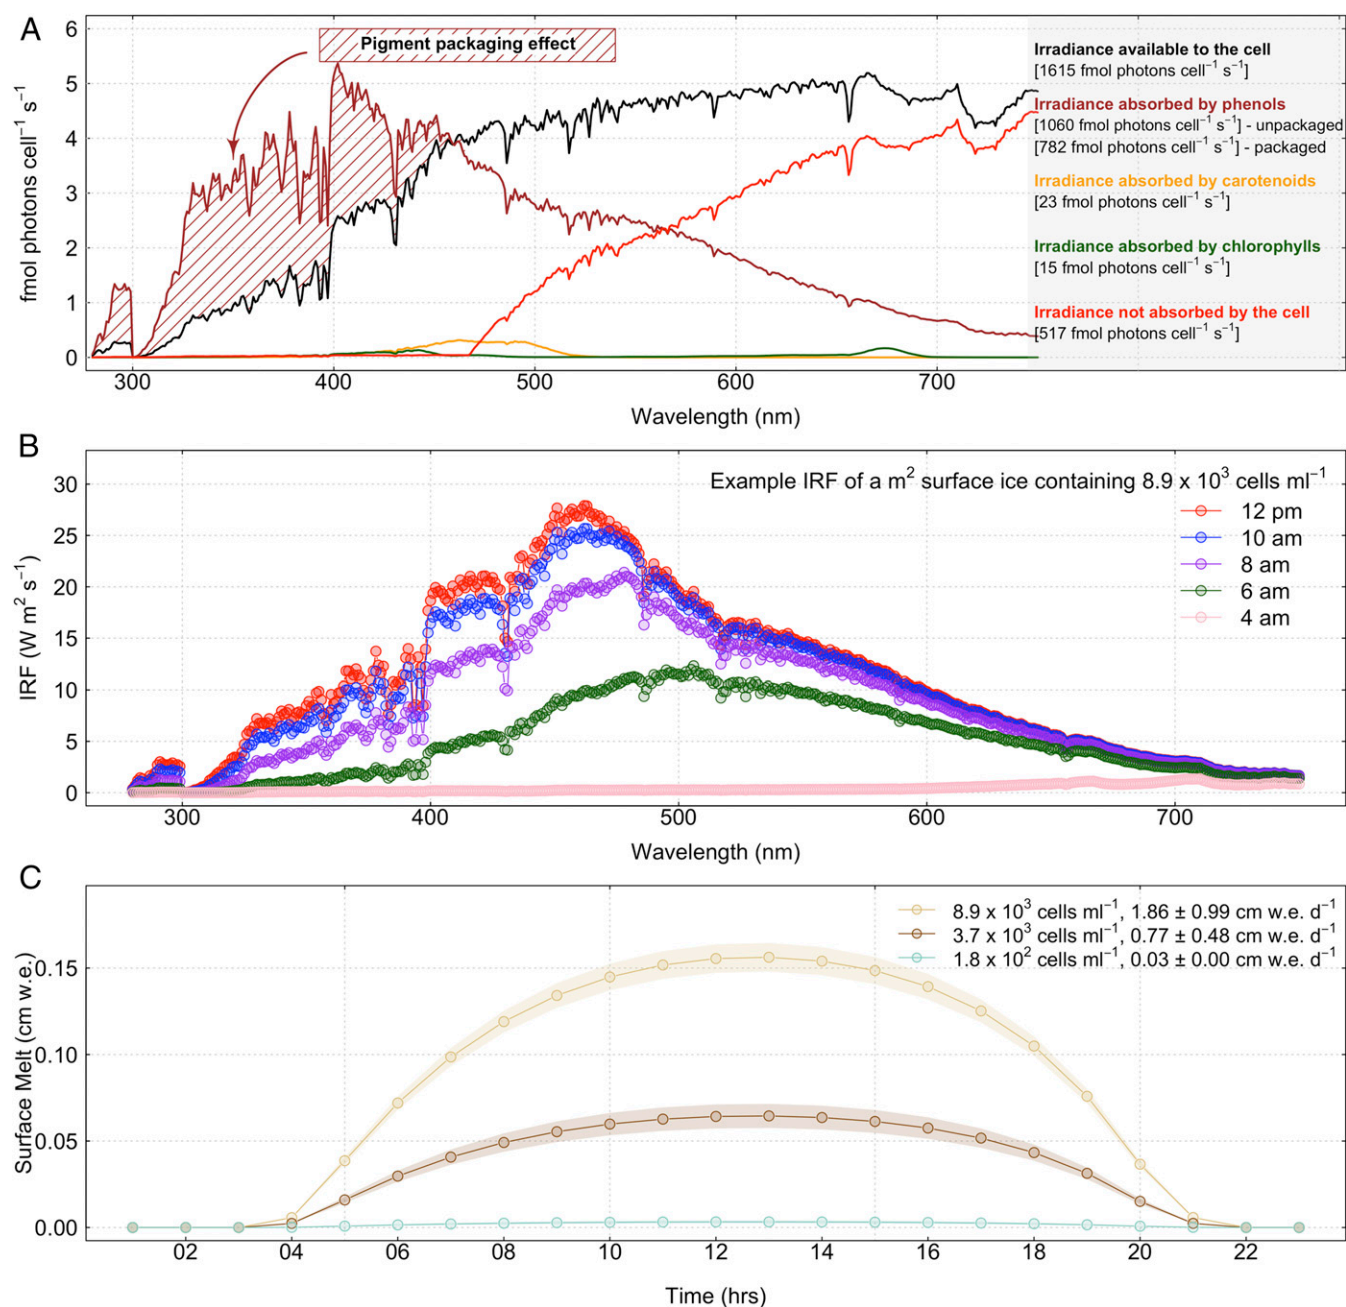 A
Pigment packaging effect
6
5
4
3
2
1
0
fmol photons cell⁻¹ s⁻¹
300 400 500 600 700
Wavelength (nm)
Irradiance available to the cell
[1615 fmol photons cell⁻¹ s⁻¹]
Irradiance absorbed by phenols
[1060 fmol photons cell⁻¹ s⁻¹] - unpackaged
[782 fmol photons cell⁻¹ s⁻¹] - packaged
Irradiance absorbed by carotenoids
[23 fmol photons cell⁻¹ s⁻¹]
Irradiance absorbed by chlorophylls
[15 fmol photons cell⁻¹ s⁻¹]
Irradiance not absorbed by the cell
[517 fmol photons cell⁻¹ s⁻¹]
B
Example IRF of a m² surface ice containing 8.9 x 10³ cells ml⁻¹
12 pm
10 am
8 am
6 am
4 am
30
25
20
15
10
5
0
IRF (W m² s⁻¹)
300 400 500 600 700
Wavelength (nm)
C
8.9 x 10³ cells ml⁻¹, 1.86 ± 0.99 cm w.e. d⁻¹
3.7 x 10³ cells ml⁻¹, 0.77 ± 0.48 cm w.e. d⁻¹
1.8 x 10² cells ml⁻¹, 0.03 ± 0.00 cm w.e. d⁻¹
0.15
0.10
0.05
0.00
Surface Melt (cm w.e.)
02 04 06 08 10 12 14 16 18 20 22
Time (hrs)